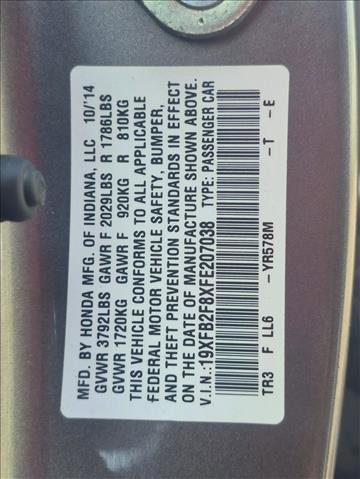 MFD. BY HONDA MFG. OF INDIANA, LLC 10/'14
GVWR 3792LBS GAWR F 2029LBS R 1786LBS
GVWR 1720KG GAWR F 920KG R 810KG
THIS VEHICLE CONFORMS TO ALL APPLICABLE
FEDERAL MOTOR VEHICLE SAFETY, BUMPER,
AND THEFT PREVENTION STANDARDS IN EFFECT
ON THE DATE OF MANUFACTURE SHOWN ABOVE.
V.I.N.:19XFB2F8XFE207038 TYPE: PASSENGER CAR
TR3 F LL6 -YR578M -T -E